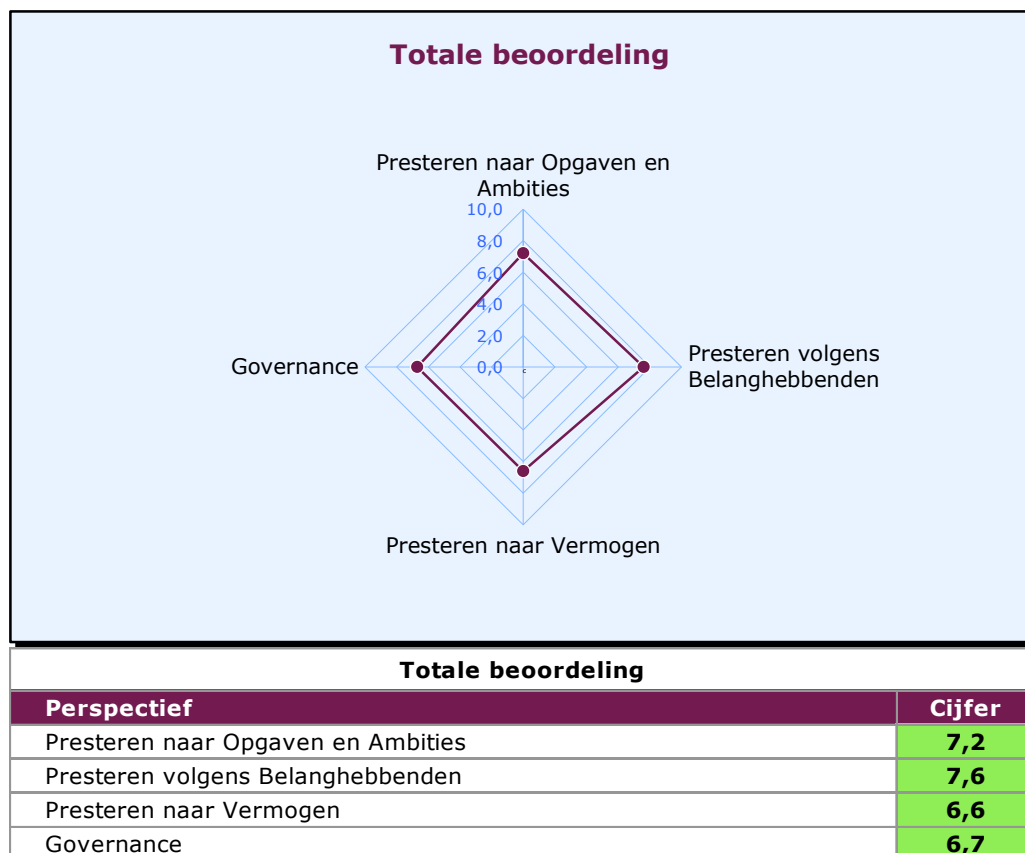 Totale beoordeling
Presteren naar Opgaven en
Ambities
10,0
8,0
6,0
4,0
2,0
0,0
c
Governance
Presteren volgens
Belanghebbenden
Presteren naar Vermogen
Totale beoordeling
Perspectief Cijfer
Presteren naar Opgaven en Ambities 7,2
Presteren volgens Belanghebbenden 7,6
Presteren naar Vermogen 6,6
Governance 6,7